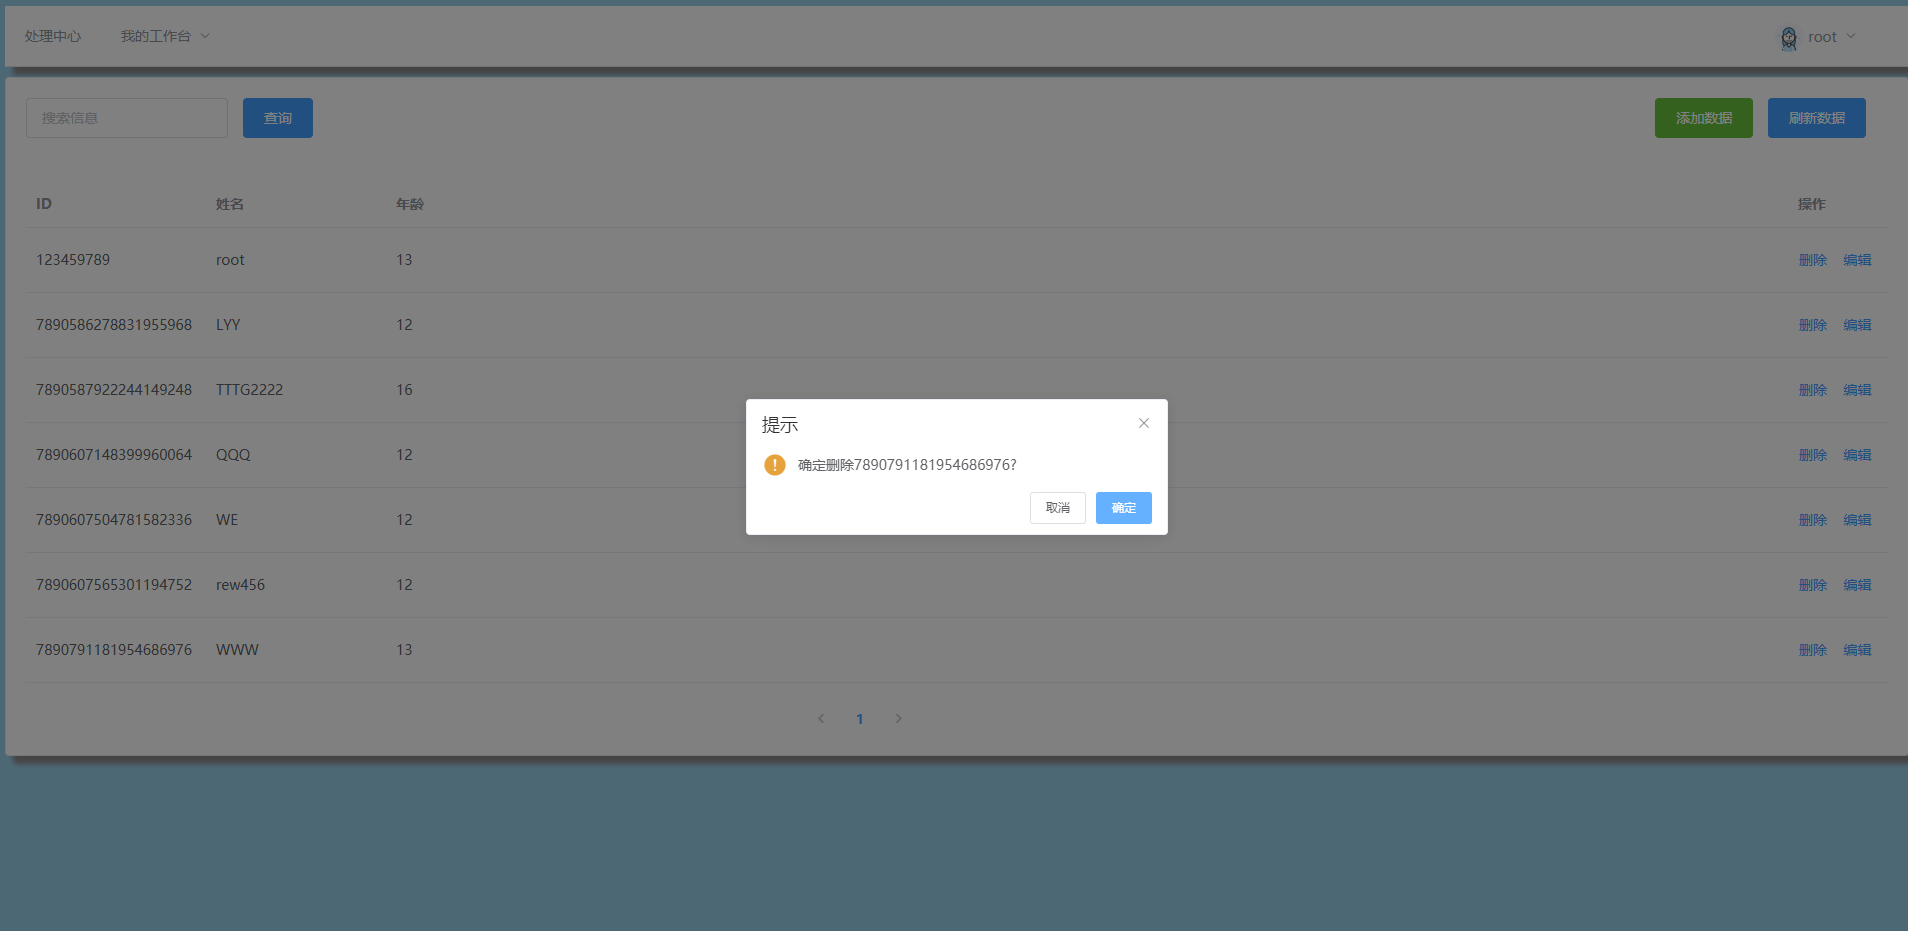 处理中心 我的工作台 root
搜索信息 查询 添加数据 刷新数据
ID 姓名 年龄 操作
123459789 root 13 删除 编辑
7890586278831955968 LYY 12 删除 编辑
7890587922244149248 TTTG2222 16 删除 编辑
7890607148399960064 QQQ 12 删除 编辑
7890607504781582336 WE 12 删除 编辑
7890607565301194752 rew456 12 删除 编辑
7890791181954686976 WWW 13 删除 编辑
1
提示
确定删除7890791181954686976?
取消 确定